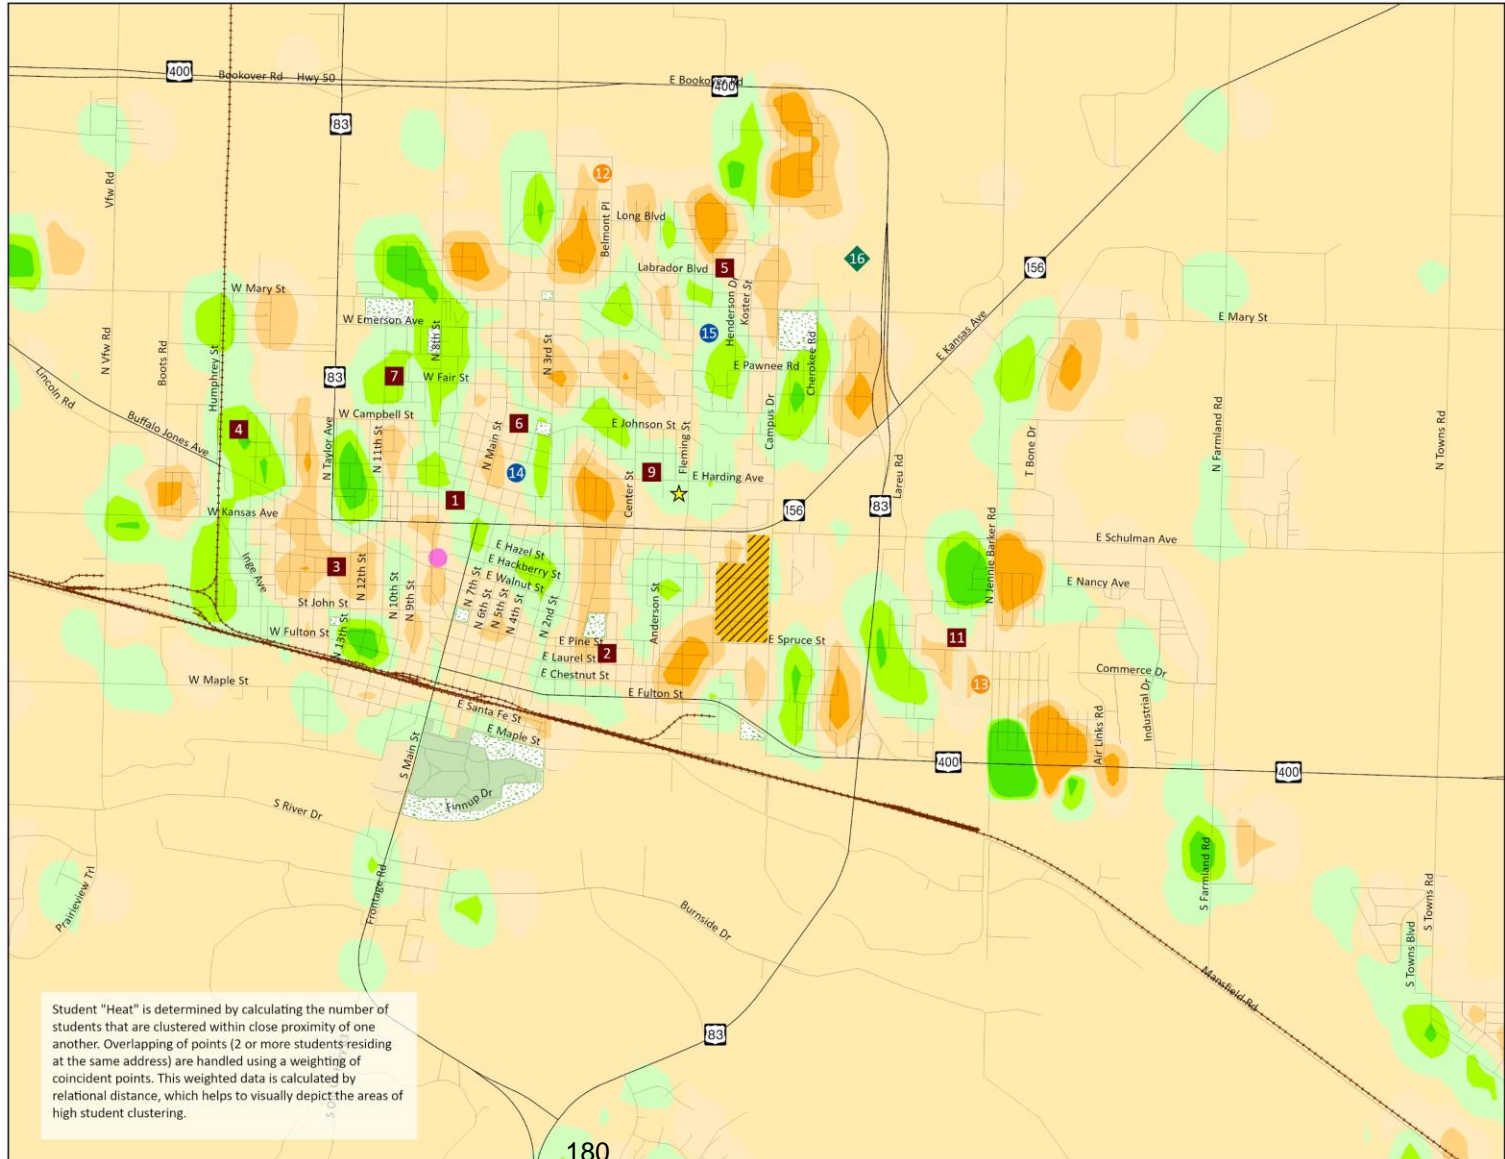 400
Bookover Rd Hwy 50
E Bookover Rd
400
83
12
Vfw Rd
Belmont Pl
Long Blvd
Labrador Blvd
5
16
156
W Mary St
Henderson Dr
Koster St
E Mary St
W Emerson Ave
N 8th St
15
N Vfw Rd
Boots Rd
Humphrey St
N 3rd St
E Kansas Ave
Cherokee Rd
E Pawnee Rd
83
7
W Fair St
Lincoln Rd
Buffalo Jones Ave
W Campbell St
4
6
E Johnson St
Campus Dr
N Taylor Ave
N 11th St
N Main St
Fleming St
T Bone Dr
N Farmland Rd
N Towns Rd
14
9
E Harding Ave
Center St
Lareu Rd
1
W Kansas Ave
156
83
E Hazel St
E Hackberry St
E Walnut St
E Schulman Ave
N Jennie Barker Rd
E Nancy Ave
Inge Ave
3
N 12th St
N 10th St
N 9th St
N 7th St
N 6th St
N 5th St
N 4th St
N 2nd St
Anderson St
St John St
W Fulton St
N 13th St
E Pine St
E Spruce St
11
E Laurel St
2
E Chestnut St
W Maple St
E Fulton St
13
Commerce Dr
Industrial Dr
Air Links Rd
E Santa Fe St
E Maple St
S Main St
400
400
Finnup Dr
S River Dr
Prairieview Trl
Frontage Rd
S Farmland Rd
S Towns Rd
S Towns Blvd
Burnside Dr
Mansfield Rd
83
Student "Heat" is determined by calculating the number of
students that are clustered within close proximity of one
another. Overlapping of points (2 or more students residing
at the same address) are handled using a weighting of
coincident points. This weighted data is calculated by
relational distance, which helps to visually depict the areas of
high student clustering.
180